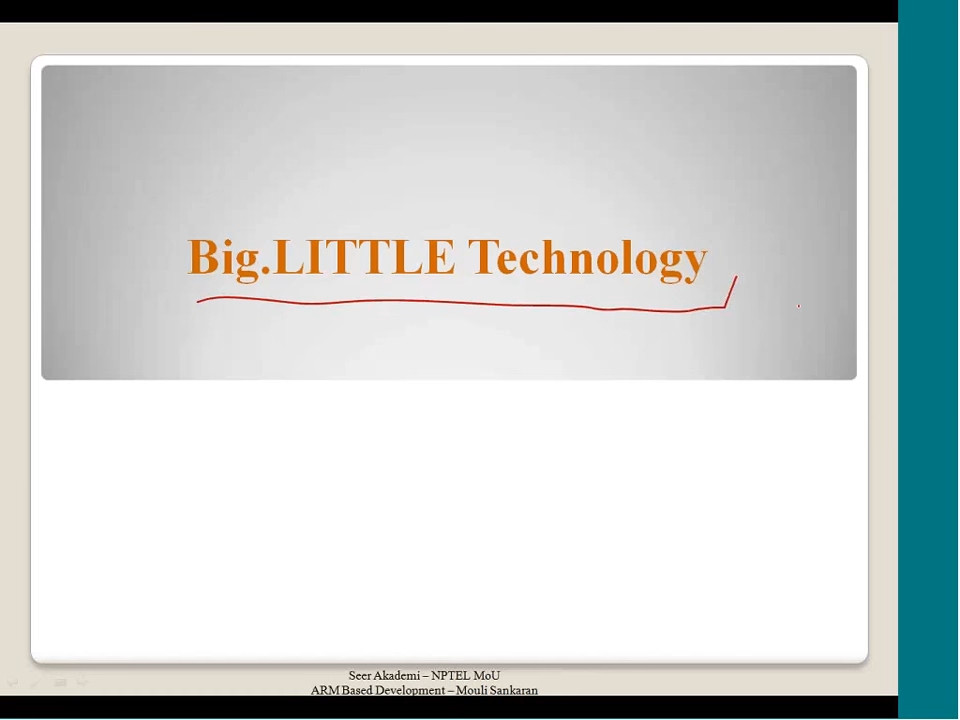 Big.LITTLE Technology
Seer Akademi – NPTEL MoU
ARM Based Development – Mouli Sankaran